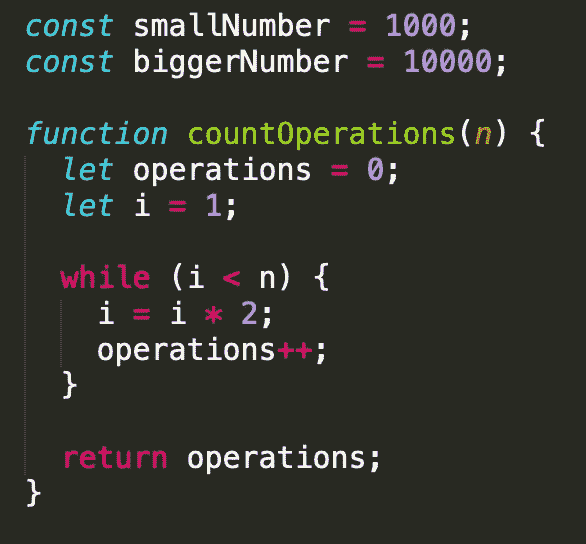 const smallNumber = 1000;
const biggerNumber = 10000;
function countOperations(n) {
let operations = 0;
let i = 1;
while (i < n) {
i = i * 2;
operations++;
}
return operations;
}